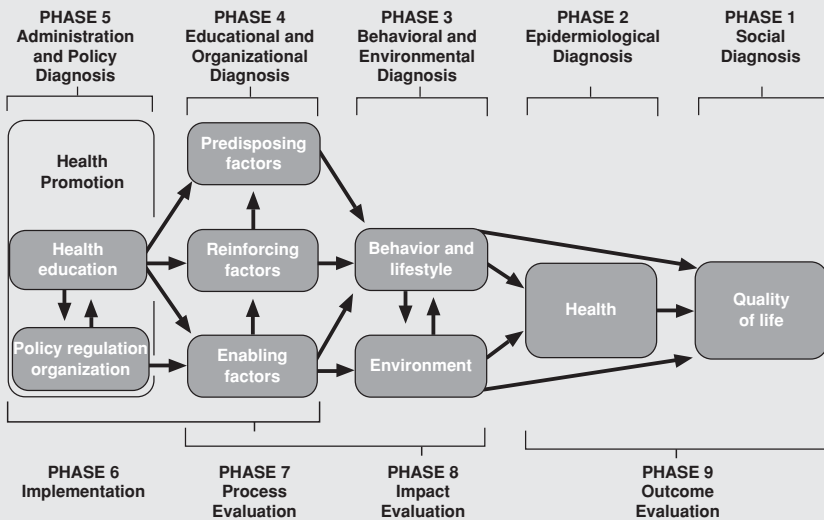 PHASE 5
Administration
and Policy
Diagnosis
PHASE 4
Educational and
Organizational
Diagnosis
PHASE 3
Behavioral and
Environmental
Diagnosis
PHASE 2
Epidermiological
Diagnosis
PHASE 1
Social
Diagnosis
Health
Promotion
Predisposing
factors
Health
education
Reinforcing
factors
Behavior and
lifestyle
Health
Quality
of life
Policy regulation
organization
Enabling
factors
Environment
PHASE 6
Implementation
PHASE 7
Process
Evaluation
PHASE 8
Impact
Evaluation
PHASE 9
Outcome
Evaluation